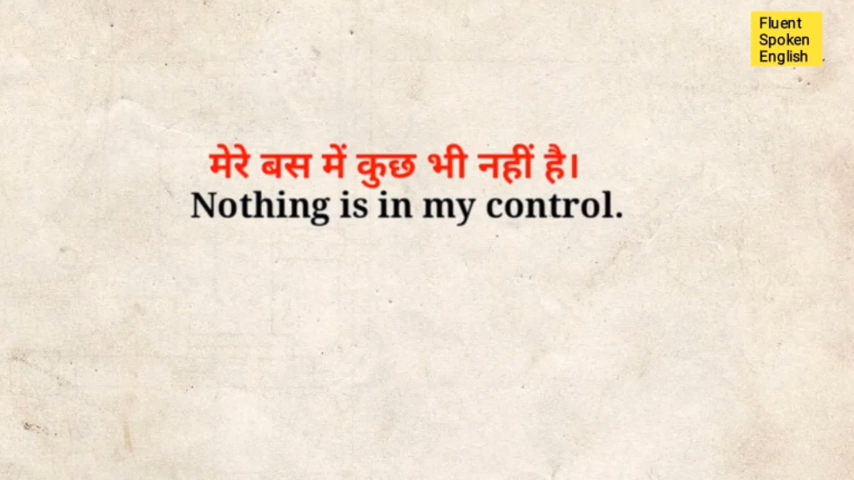 Fluent
Spoken
English
मेरे बस में कुछ भी नहीं है।
Nothing is in my control.